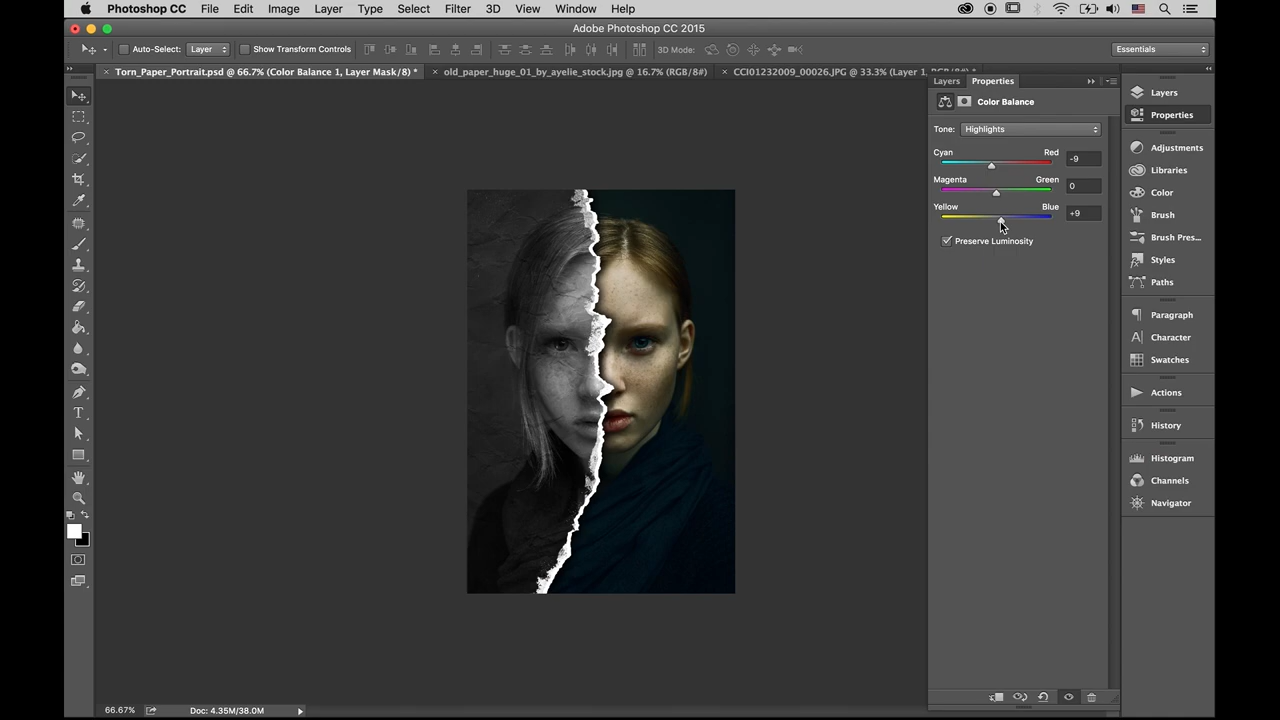 Photoshop CC File Edit Image Layer Type Select Filter 3D View Window Help
Adobe Photoshop CC 2015
Auto-Select: Layer Show Transform Controls 3D Mode: Essentials
× Torn_Paper_Portrait.psd @ 66.7% (Color Balance 1, Layer Mask/8) * × old_paper_huge_01_by_ayelie_stock.jpg @ 16.7% (RGB/8#) × CCI01232009_00026.JPG @ 33.3% (Layer 1,
Layers Properties
Color Balance
Tone: Highlights
Cyan Red -9
Magenta Green 0
Yellow Blue +9
Preserve Luminosity
Layers
Properties
Adjustments
Libraries
Color
Brush
Brush Pres...
Styles
Paths
Paragraph
Character
Swatches
Actions
History
Histogram
Channels
Navigator
66.67% Doc: 4.35M/38.0M